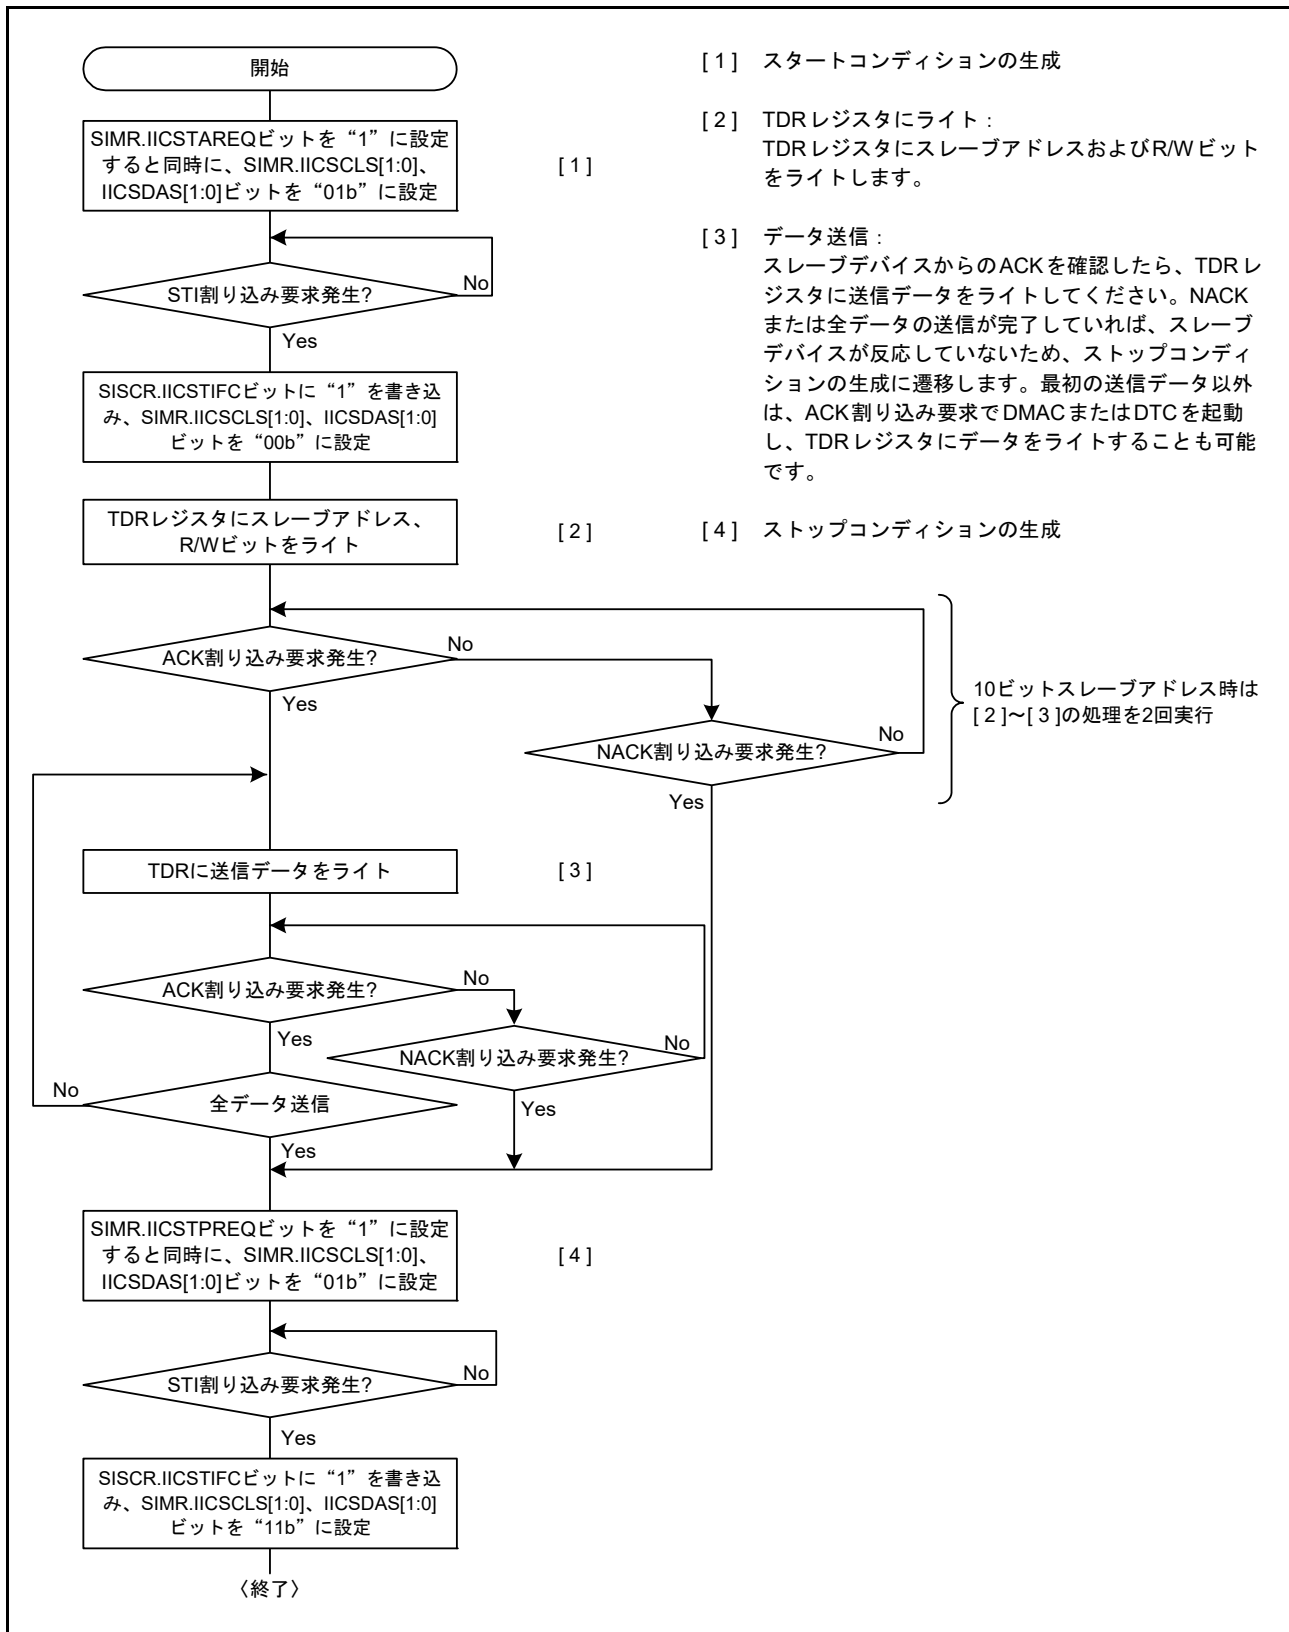 開始
SIMR.IICSTAREQビットを“1”に設定
すると同時に、SIMR.IICSCLS[1:0]、
IICSDAS[1:0]ビットを“01b”に設定
[ 1 ]
STI割り込み要求発生?
No
Yes
SISCR.IICSTIFCビットに“1”を書き込
み、SIMR.IICSCLS[1:0]、IICSDAS[1:0]
ビットを“00b”に設定
TDRレジスタにスレーブアドレス、
R/Wビットをライト
[ 2 ]
ACK割り込み要求発生?
No
Yes
NACK割り込み要求発生?
No
Yes
TDRに送信データをライト
[ 3 ]
ACK割り込み要求発生?
No
Yes
NACK割り込み要求発生?
No
Yes
全データ送信
No
Yes
SIMR.IICSTPREQビットを“1”に設定
すると同時に、SIMR.IICSCLS[1:0]、
IICSDAS[1:0]ビットを“01b”に設定
[ 4 ]
STI割り込み要求発生?
No
Yes
SISCR.IICSTIFCビットに“1”を書き込
み、SIMR.IICSCLS[1:0]、IICSDAS[1:0]
ビットを“11b”に設定
〈終了〉
[ 1 ] スタートコンディションの生成
[ 2 ] TDRレジスタにライト:
TDRレジスタにスレーブアドレスおよびR/Wビット
をライトします。
[ 3 ] データ送信:
スレーブデバイスからのACKを確認したら、TDRレ
ジスタに送信データをライトしてください。NACK
または全データの送信が完了していれば、スレーブ
デバイスが反応していないため、ストップコンディ
ションの生成に遷移します。最初の送信データ以外
は、ACK割り込み要求でDMACまたはDTCを起動
し、TDRレジスタにデータをライトすることも可能
です。
[ 4 ] ストップコンディションの生成
10ビットスレーブアドレス時は
[ 2 ]～[ 3 ]の処理を2回実行